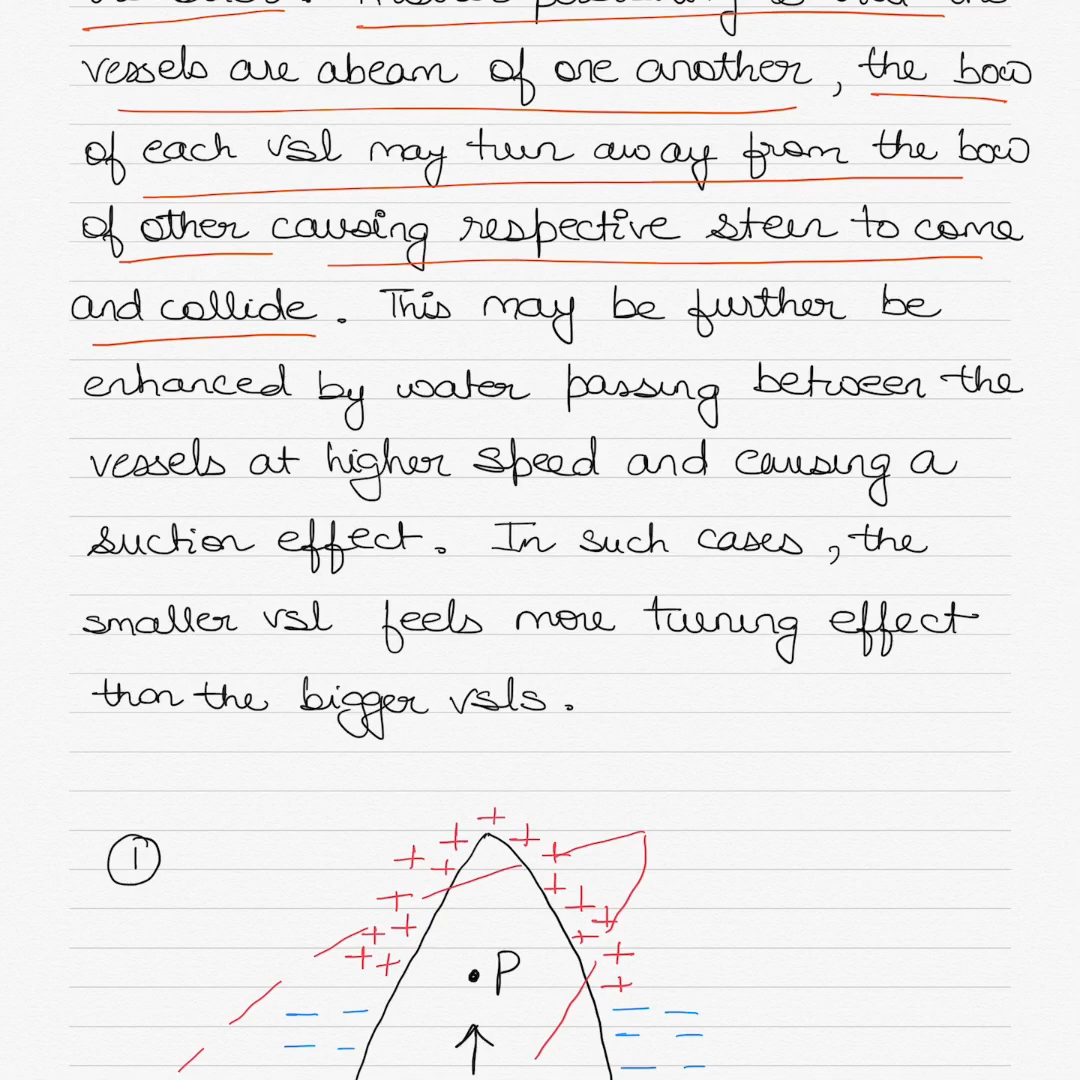 vessels are abeam of one another, the bow
of each vsl may turn away from the bow
of other causing respective stern to come
and collide. This may be further be
enhanced by water passing between the
vessels at higher speed and causing a
suction effect. In such cases, the
smaller vsl feels more turning effect
than the bigger vsls.
1
P